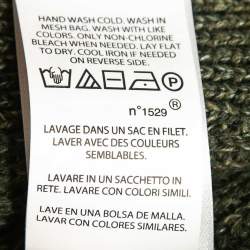 HAND WASH COLD. WASH IN
MESH BAG. WASH WITH LIKE
COLORS. ONLY NON-CHLORINE
BLEACH WHEN NEEDED. LAY FLAT
TO DRY. COOL IRON IF NEEDED
ON REVERSE SIDE.
P
®
n°1529
LAVAGE DANS UN SAC EN FILET.
LAVER AVEC DES COULEURS
SEMBLABLES.
LAVARE IN UN SACCHETTO IN
RETE. LAVARE CON COLORI SIMILI.
LAVE EN UNA BOLSA DE MALLA.
LAVAR CON COLORES SIMILARES.